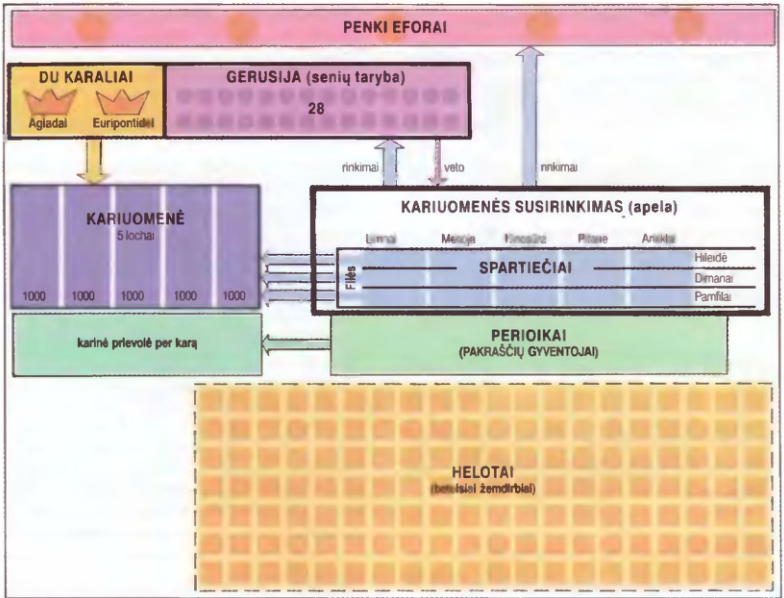 PENKI EFORAI
DU KARALIAI
Agiadai
Euripontidei
GERUSIJA (senių taryba)
28
rinkimai
veto
rinkimai
KARIUOMENĖ
5 lochai
1000 1000 1000 1000 1000
KARIUOMENĖS SUSIRINKIMAS (apela)
Limnai Mesoja Pitanė Amiklai
Filės
SPARTIEČIAI
Hileidė
Dimanai
Pamfilai
karinė prievolė per karą
PERIOIKAI
(PAKRAŠČIŲ GYVENTOJAI)
HELOTAI
(beteisiai žemdirbiai)